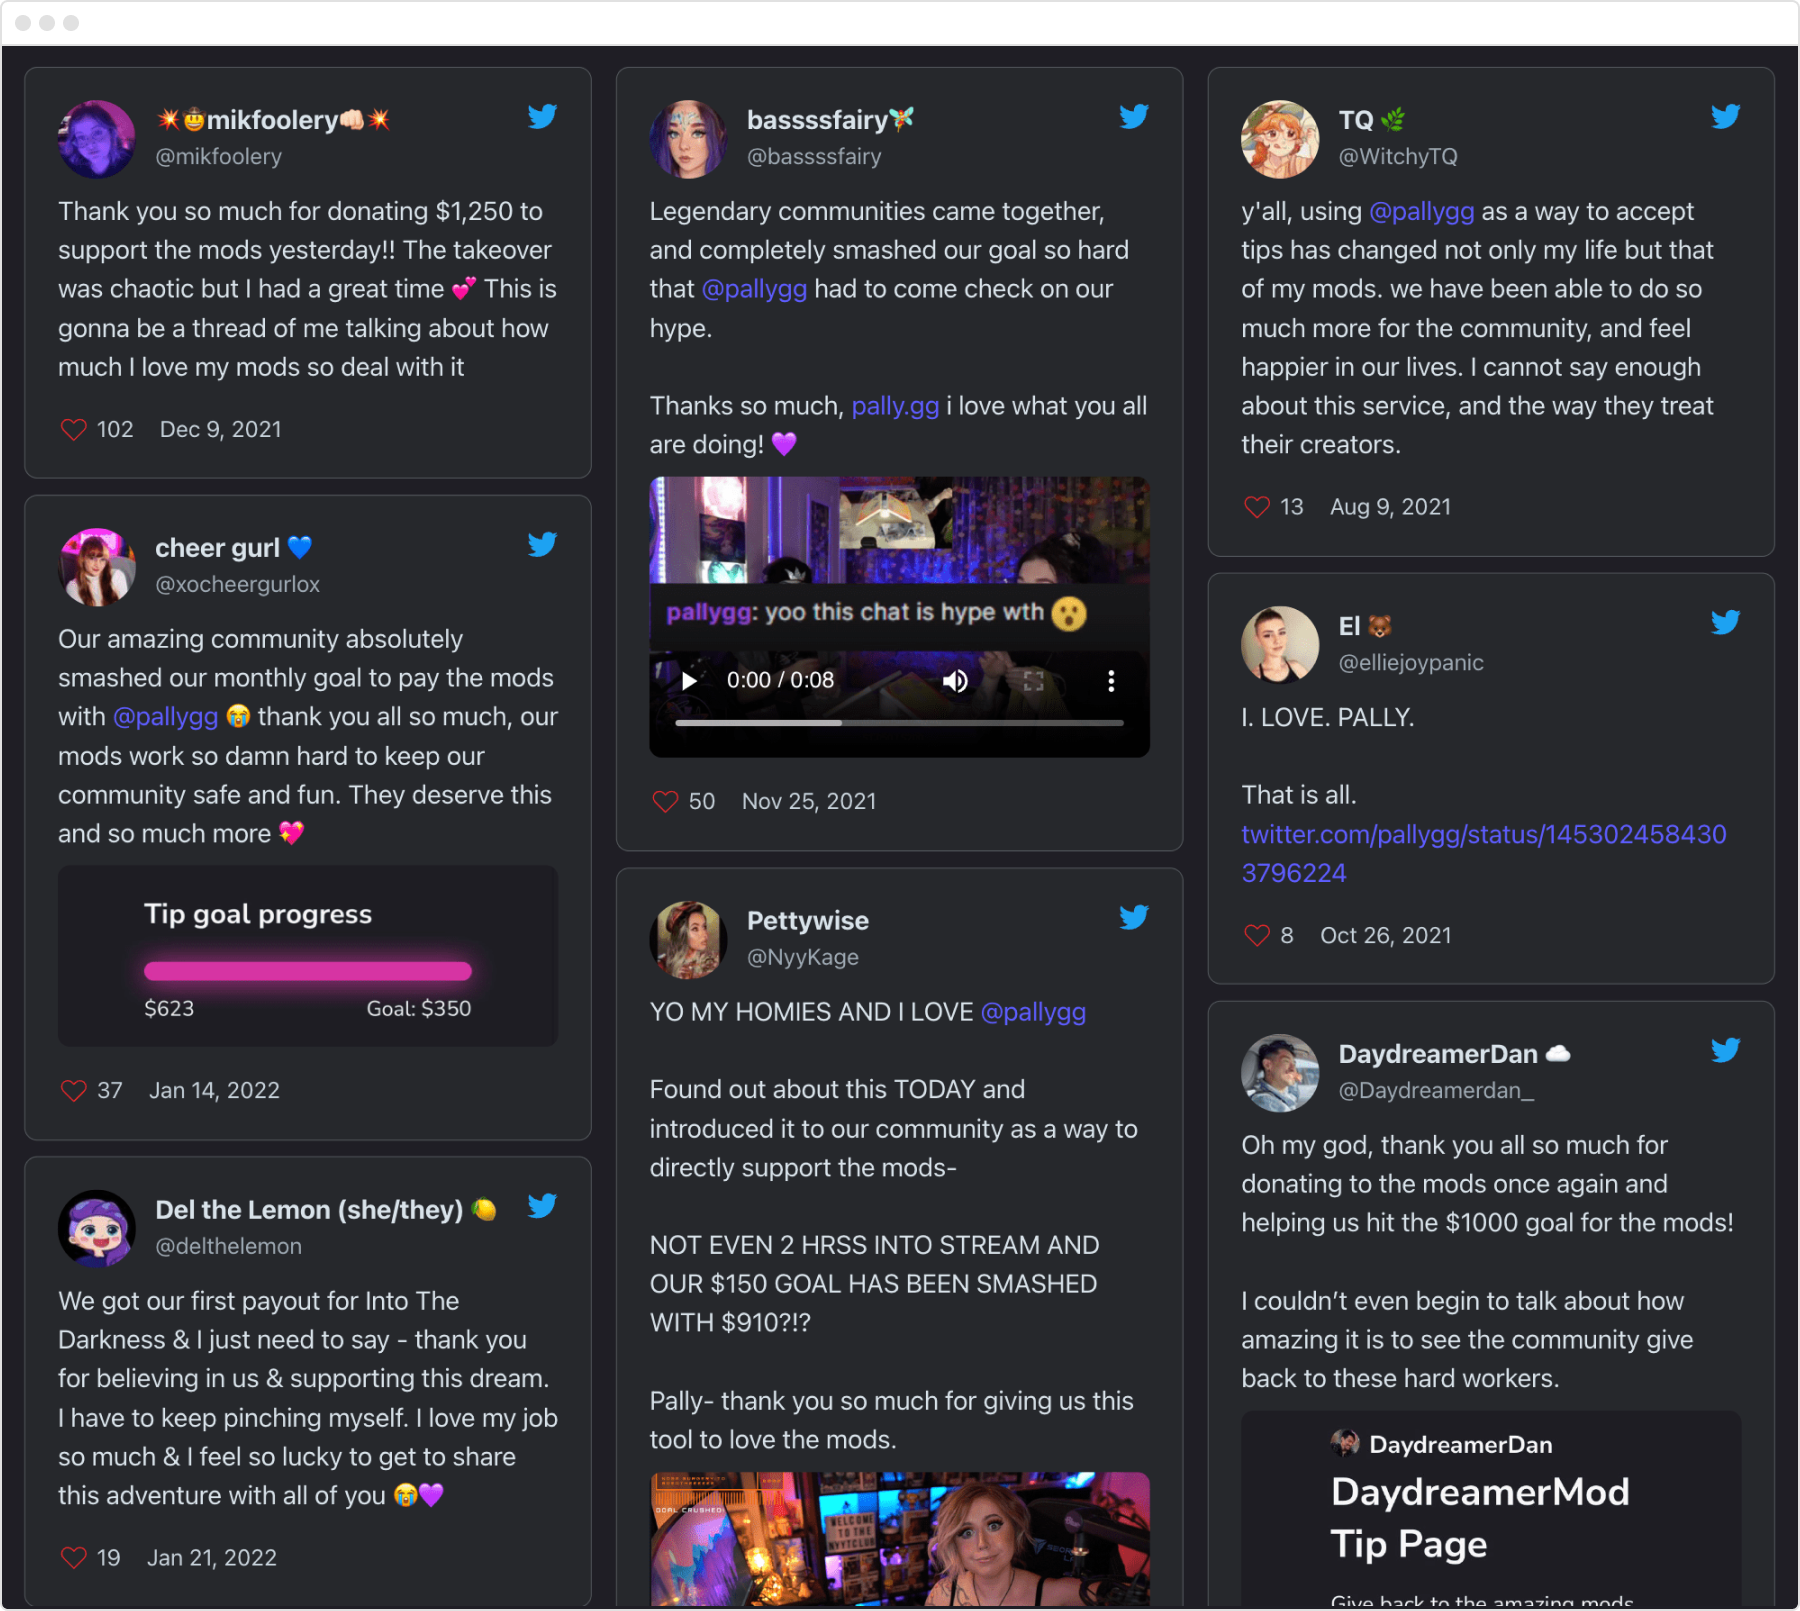 💥🤠mikfoolery👊🏻💥
@mikfoolery
Thank you so much for donating $1,250 to
support the mods yesterday!! The takeover
was chaotic but I had a great time 💕 This is
gonna be a thread of me talking about how
much I love my mods so deal with it
102 Dec 9, 2021
cheer gurl 💙
@xocheergurlox
Our amazing community absolutely
smashed our monthly goal to pay the mods
with @pallygg 😭 thank you all so much, our
mods work so damn hard to keep our
community safe and fun. They deserve this
and so much more 💖
Tip goal progress
$623 Goal: $350
37 Jan 14, 2022
Del the Lemon (she/they) 🍋
@delthelemon
We got our first payout for Into The
Darkness & I just need to say - thank you
for believing in us & supporting this dream.
I have to keep pinching myself. I love my job
so much & I feel so lucky to get to share
this adventure with all of you 😭💜
19 Jan 21, 2022
bassssfairy🧚
@bassssfairy
Legendary communities came together,
and completely smashed our goal so hard
that @pallygg had to come check on our
hype.
Thanks so much, pally.gg i love what you all
are doing! 💜
pallygg: yoo this chat is hype wth 😮
0:00 / 0:08
50 Nov 25, 2021
Pettywise
@NyyKage
YO MY HOMIES AND I LOVE @pallygg
Found out about this TODAY and
introduced it to our community as a way to
directly support the mods-
NOT EVEN 2 HRSS INTO STREAM AND
OUR $150 GOAL HAS BEEN SMASHED
WITH $910?!?
Pally- thank you so much for giving us this
tool to love the mods.
GOAL CRUSHED
WELCOME
TO THE
NYYTCLUB
TQ 🌿
@WitchyTQ
y'all, using @pallygg as a way to accept
tips has changed not only my life but that
of my mods. we have been able to do so
much more for the community, and feel
happier in our lives. I cannot say enough
about this service, and the way they treat
their creators.
13 Aug 9, 2021
El 🐻
@elliejoypanic
I. LOVE. PALLY.
That is all.
twitter.com/pallygg/status/145302458430
3796224
8 Oct 26, 2021
DaydreamerDan ☁️
@Daydreamerdan_
Oh my god, thank you all so much for
donating to the mods once again and
helping us hit the $1000 goal for the mods!
I couldn’t even begin to talk about how
amazing it is to see the community give
back to these hard workers.
DaydreamerDan
DaydreamerMod
Tip Page
Give back to the amazing mods